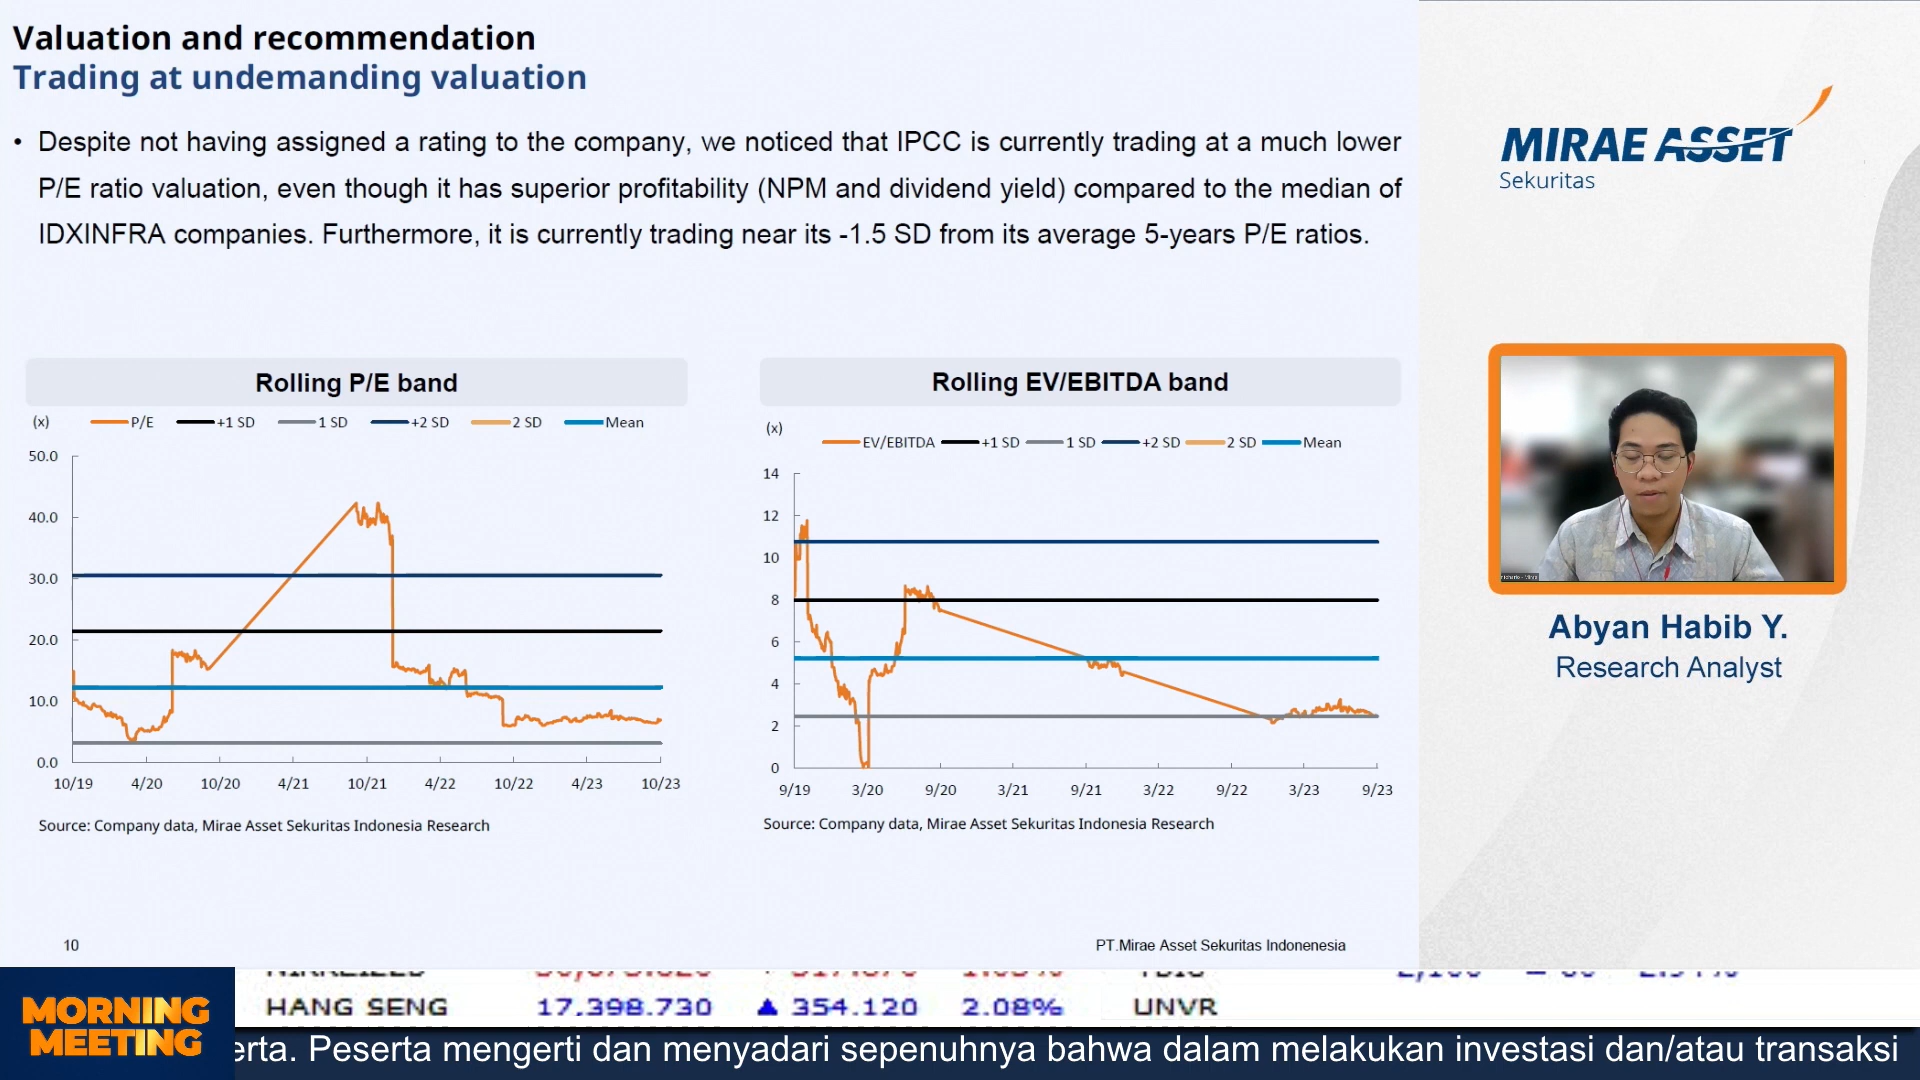 Valuation and recommendation
Trading at undemanding valuation
• Despite not having assigned a rating to the company, we noticed that IPCC is currently trading at a much lower
P/E ratio valuation, even though it has superior profitability (NPM and dividend yield) compared to the median of
IDXINFRA companies. Furthermore, it is currently trading near its -1.5 SD from its average 5-years P/E ratios.
Rolling P/E band
(x) P/E +1 SD 1 SD +2 SD 2 SD Mean
50.0
40.0
30.0
20.0
10.0
0.0
10/19 4/20 10/20 4/21 10/21 4/22 10/22 4/23 10/23
Source: Company data, Mirae Asset Sekuritas Indonesia Research
Rolling EV/EBITDA band
(x)
EV/EBITDA +1 SD 1 SD +2 SD 2 SD Mean
14
12
10
8
6
4
2
0
9/19 3/20 9/20 3/21 9/21 3/22 9/22 3/23 9/23
Source: Company data, Mirae Asset Sekuritas Indonesia Research
10
PT.Mirae Asset Sekuritas Indonenesia
MIRAE ASSET
Sekuritas
Abyan Habib Y.
Research Analyst
MORNING
MEETING
HANG SENG 17,398.730 ▲ 354.120 2.08% UNVR
erta. Peserta mengerti dan menyadari sepenuhnya bahwa dalam melakukan investasi dan/atau transaksi